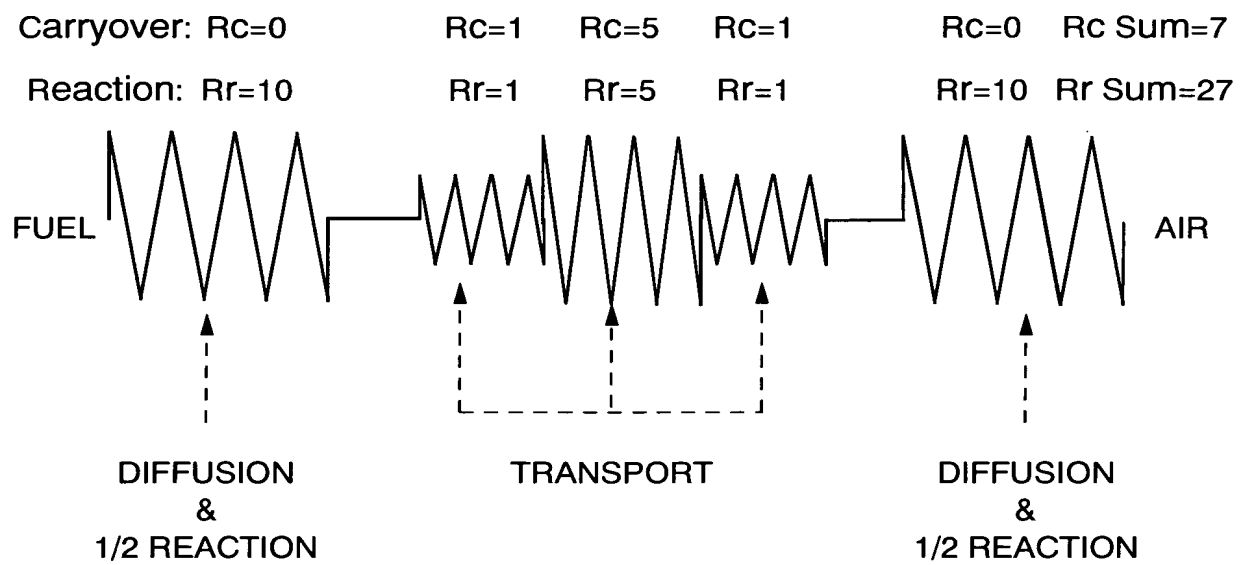 Carryover: Rc=0 Rc=1 Rc=5 Rc=1 Rc=0 Rc Sum=7
Reaction: Rr=10 Rr=1 Rr=5 Rr=1 Rr=10 Rr Sum=27
FUEL AIR
DIFFUSION TRANSPORT DIFFUSION
& &
1/2 REACTION 1/2 REACTION